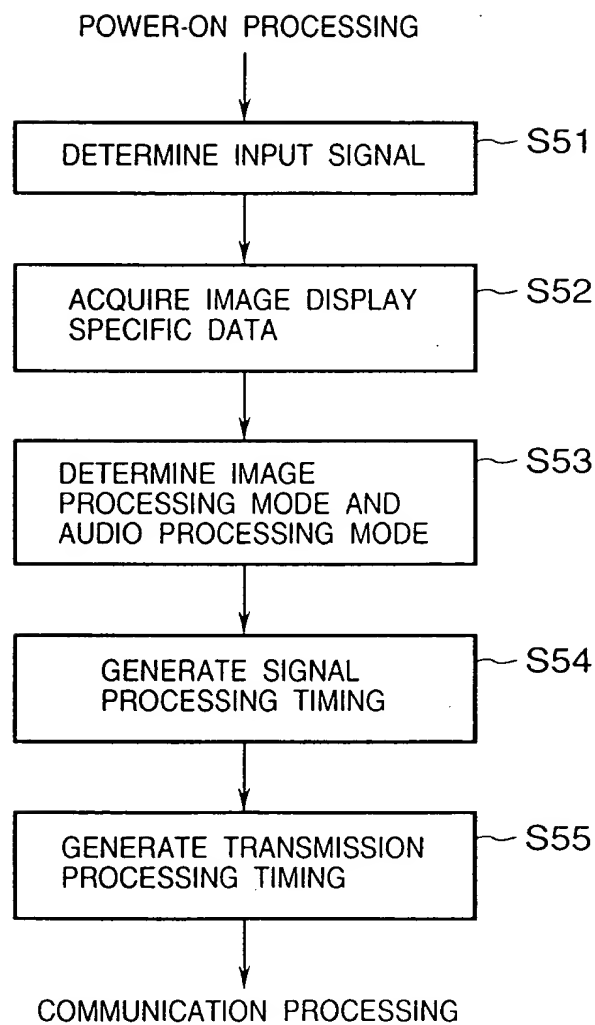 POWER-ON PROCESSING
DETERMINE INPUT SIGNAL
S51
ACQUIRE IMAGE DISPLAY
SPECIFIC DATA
S52
DETERMINE IMAGE
PROCESSING MODE AND
AUDIO PROCESSING MODE
S53
GENERATE SIGNAL
PROCESSING TIMING
S54
GENERATE TRANSMISSION
PROCESSING TIMING
S55
COMMUNICATION PROCESSING